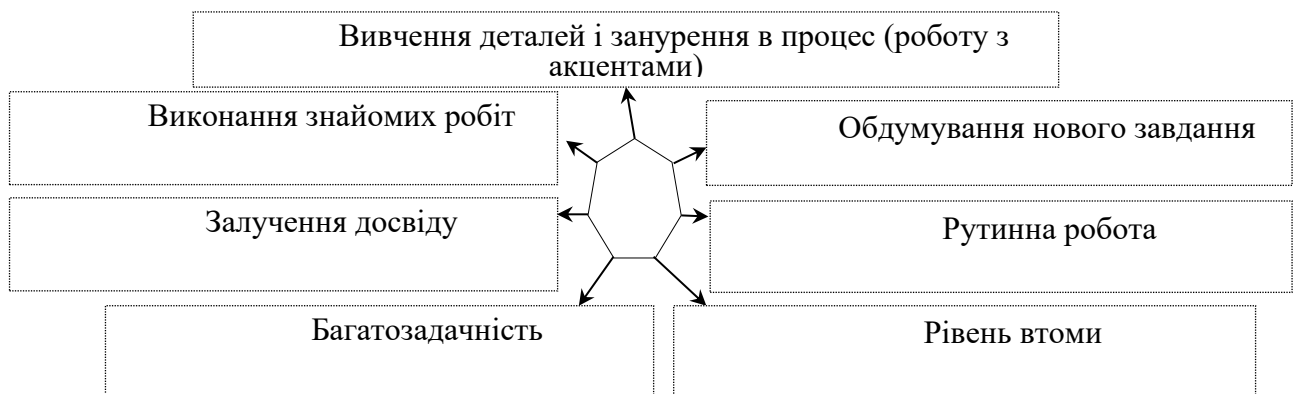 Вивчення деталей і занурення в процес (роботу з
акцентами)
Виконання знайомих робіт
Обдумування нового завдання
Залучення досвіду
Рутинна робота
Багатозадачність
Рівень втоми